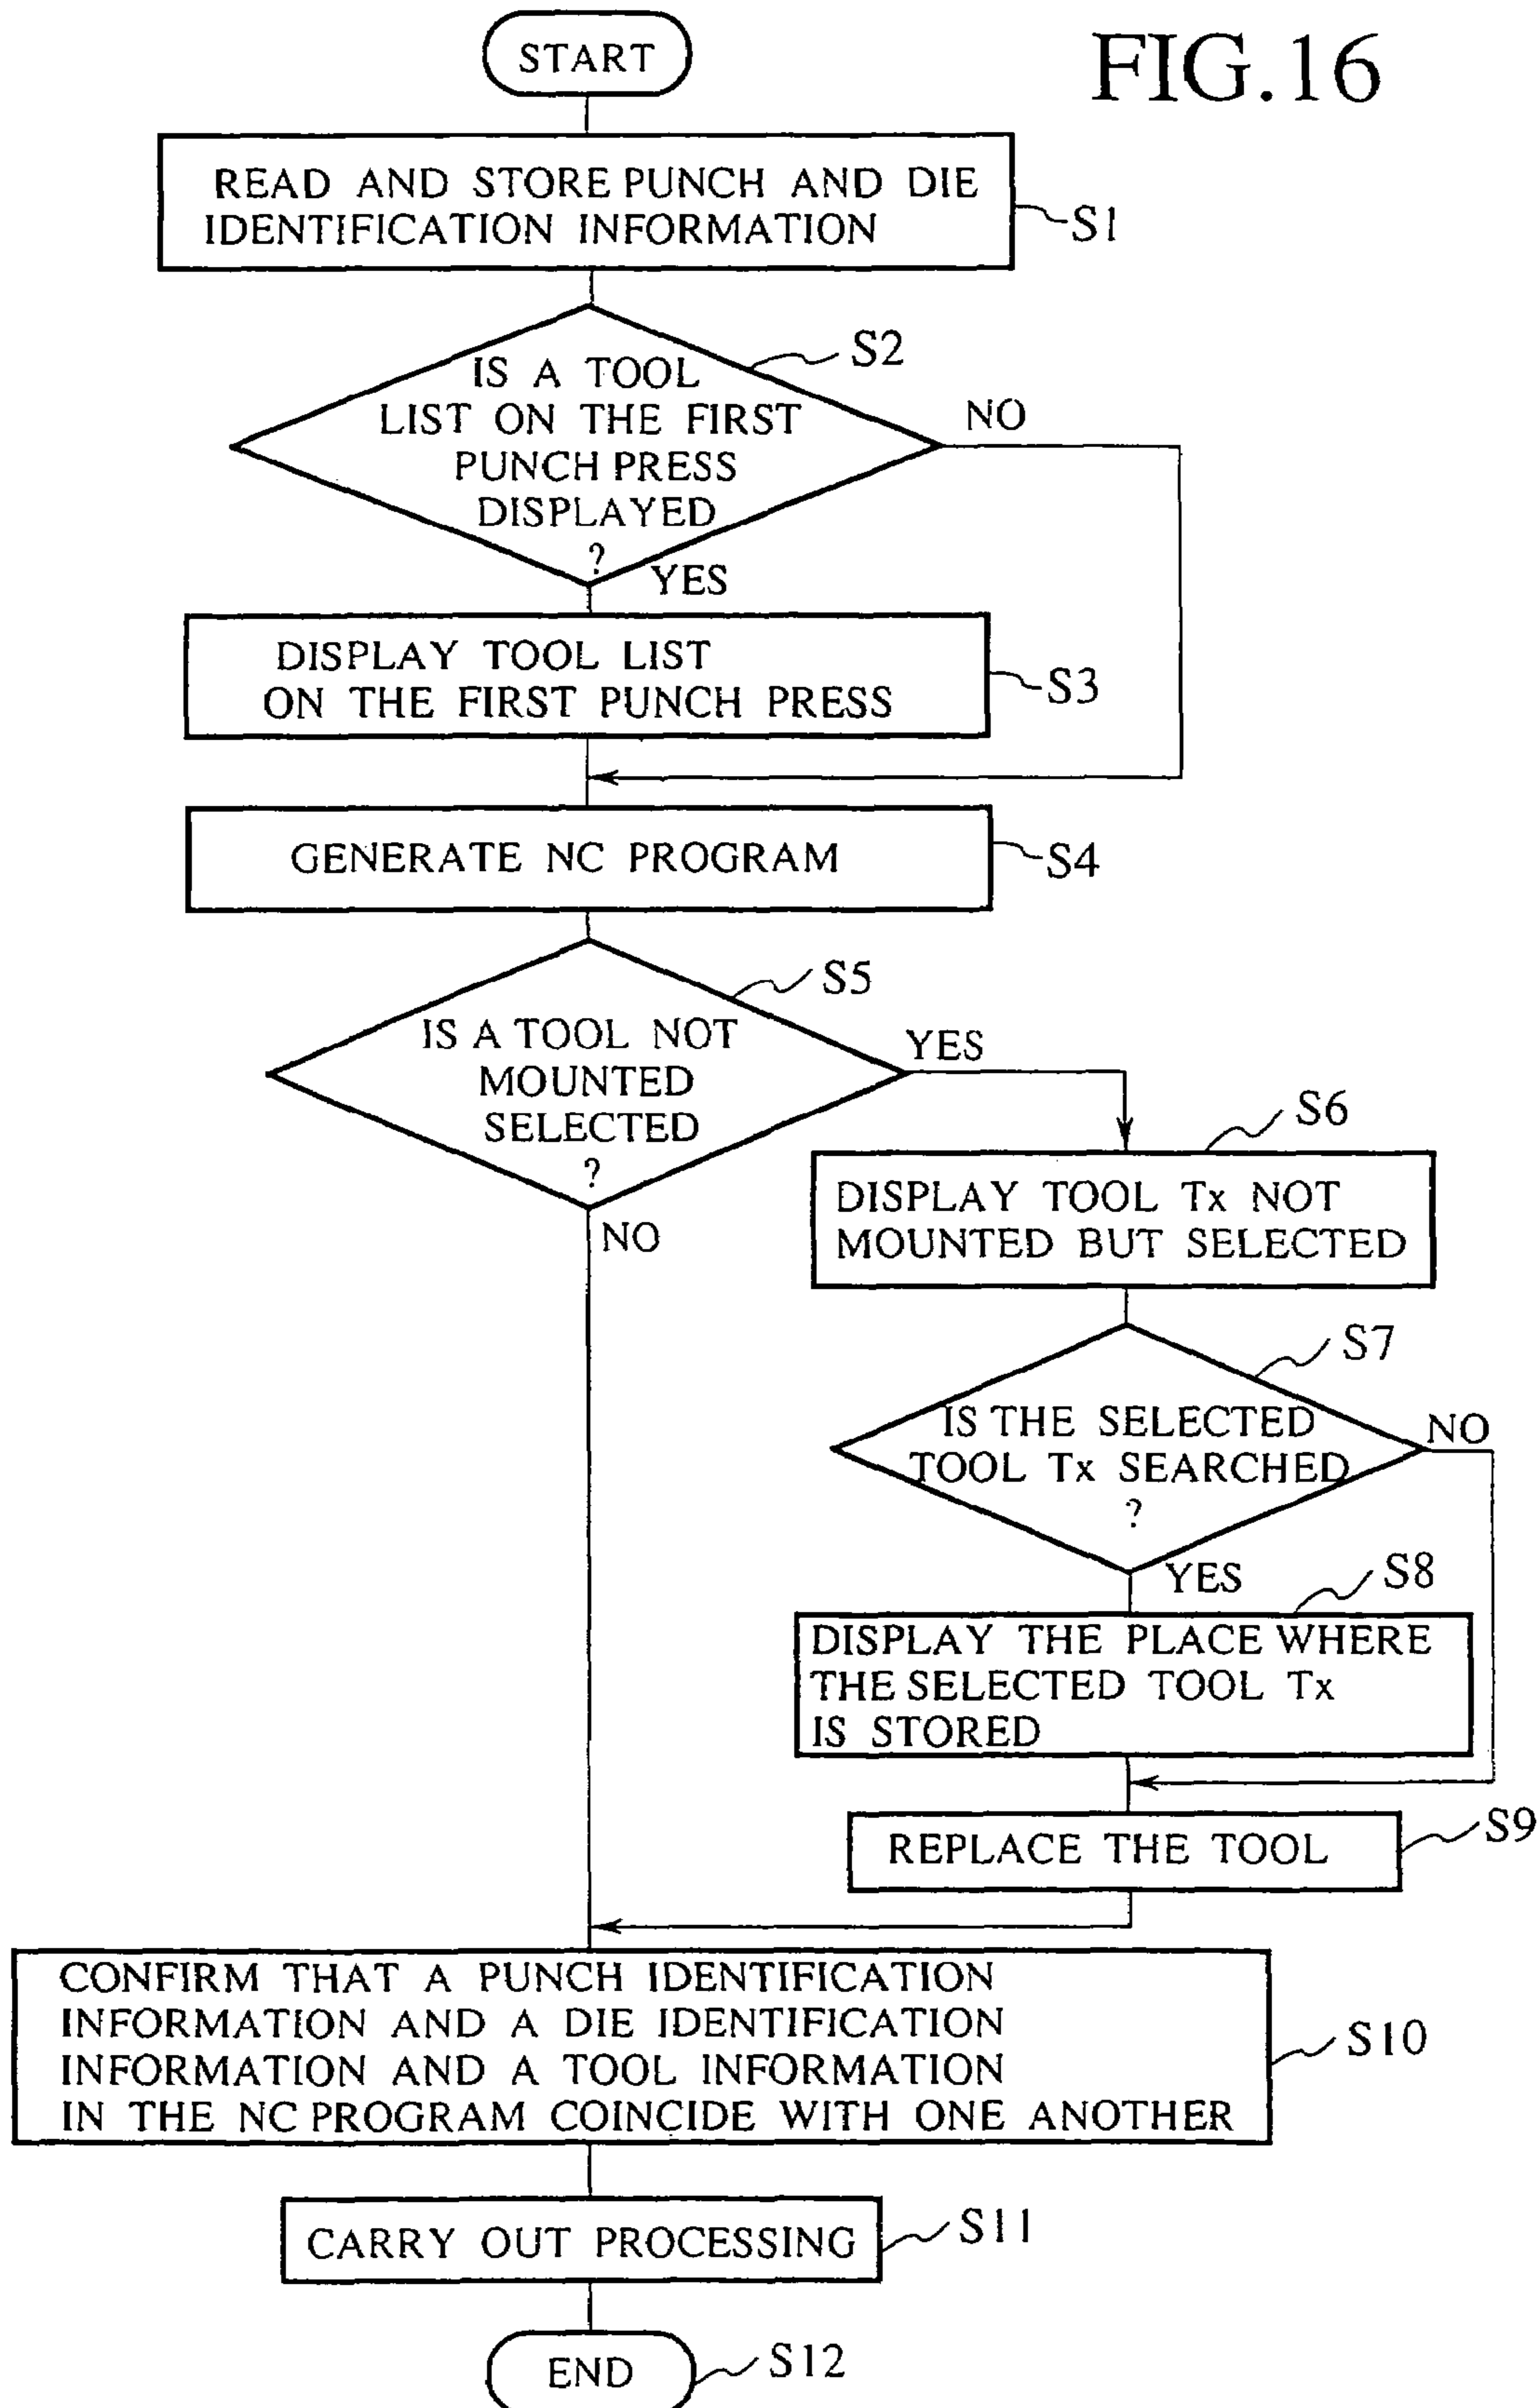 START
FIG.16
READ AND STORE PUNCH AND DIE
IDENTIFICATION INFORMATION
S1
S2
IS A TOOL
LIST ON THE FIRST
PUNCH PRESS
DISPLAYED
?
NO
YES
DISPLAY TOOL LIST
ON THE FIRST PUNCH PRESS
S3
GENERATE NC PROGRAM
S4
S5
IS A TOOL NOT
MOUNTED
SELECTED
?
YES
NO
S6
DISPLAY TOOL Tx NOT
MOUNTED BUT SELECTED
S7
IS THE SELECTED
TOOL Tx SEARCHED
?
NO
YES
S8
DISPLAY THE PLACE WHERE
THE SELECTED TOOL Tx
IS STORED
S9
REPLACE THE TOOL
CONFIRM THAT A PUNCH IDENTIFICATION
INFORMATION AND A DIE IDENTIFICATION
INFORMATION AND A TOOL INFORMATION
IN THE NC PROGRAM COINCIDE WITH ONE ANOTHER
S10
CARRY OUT PROCESSING
S11
END
S12